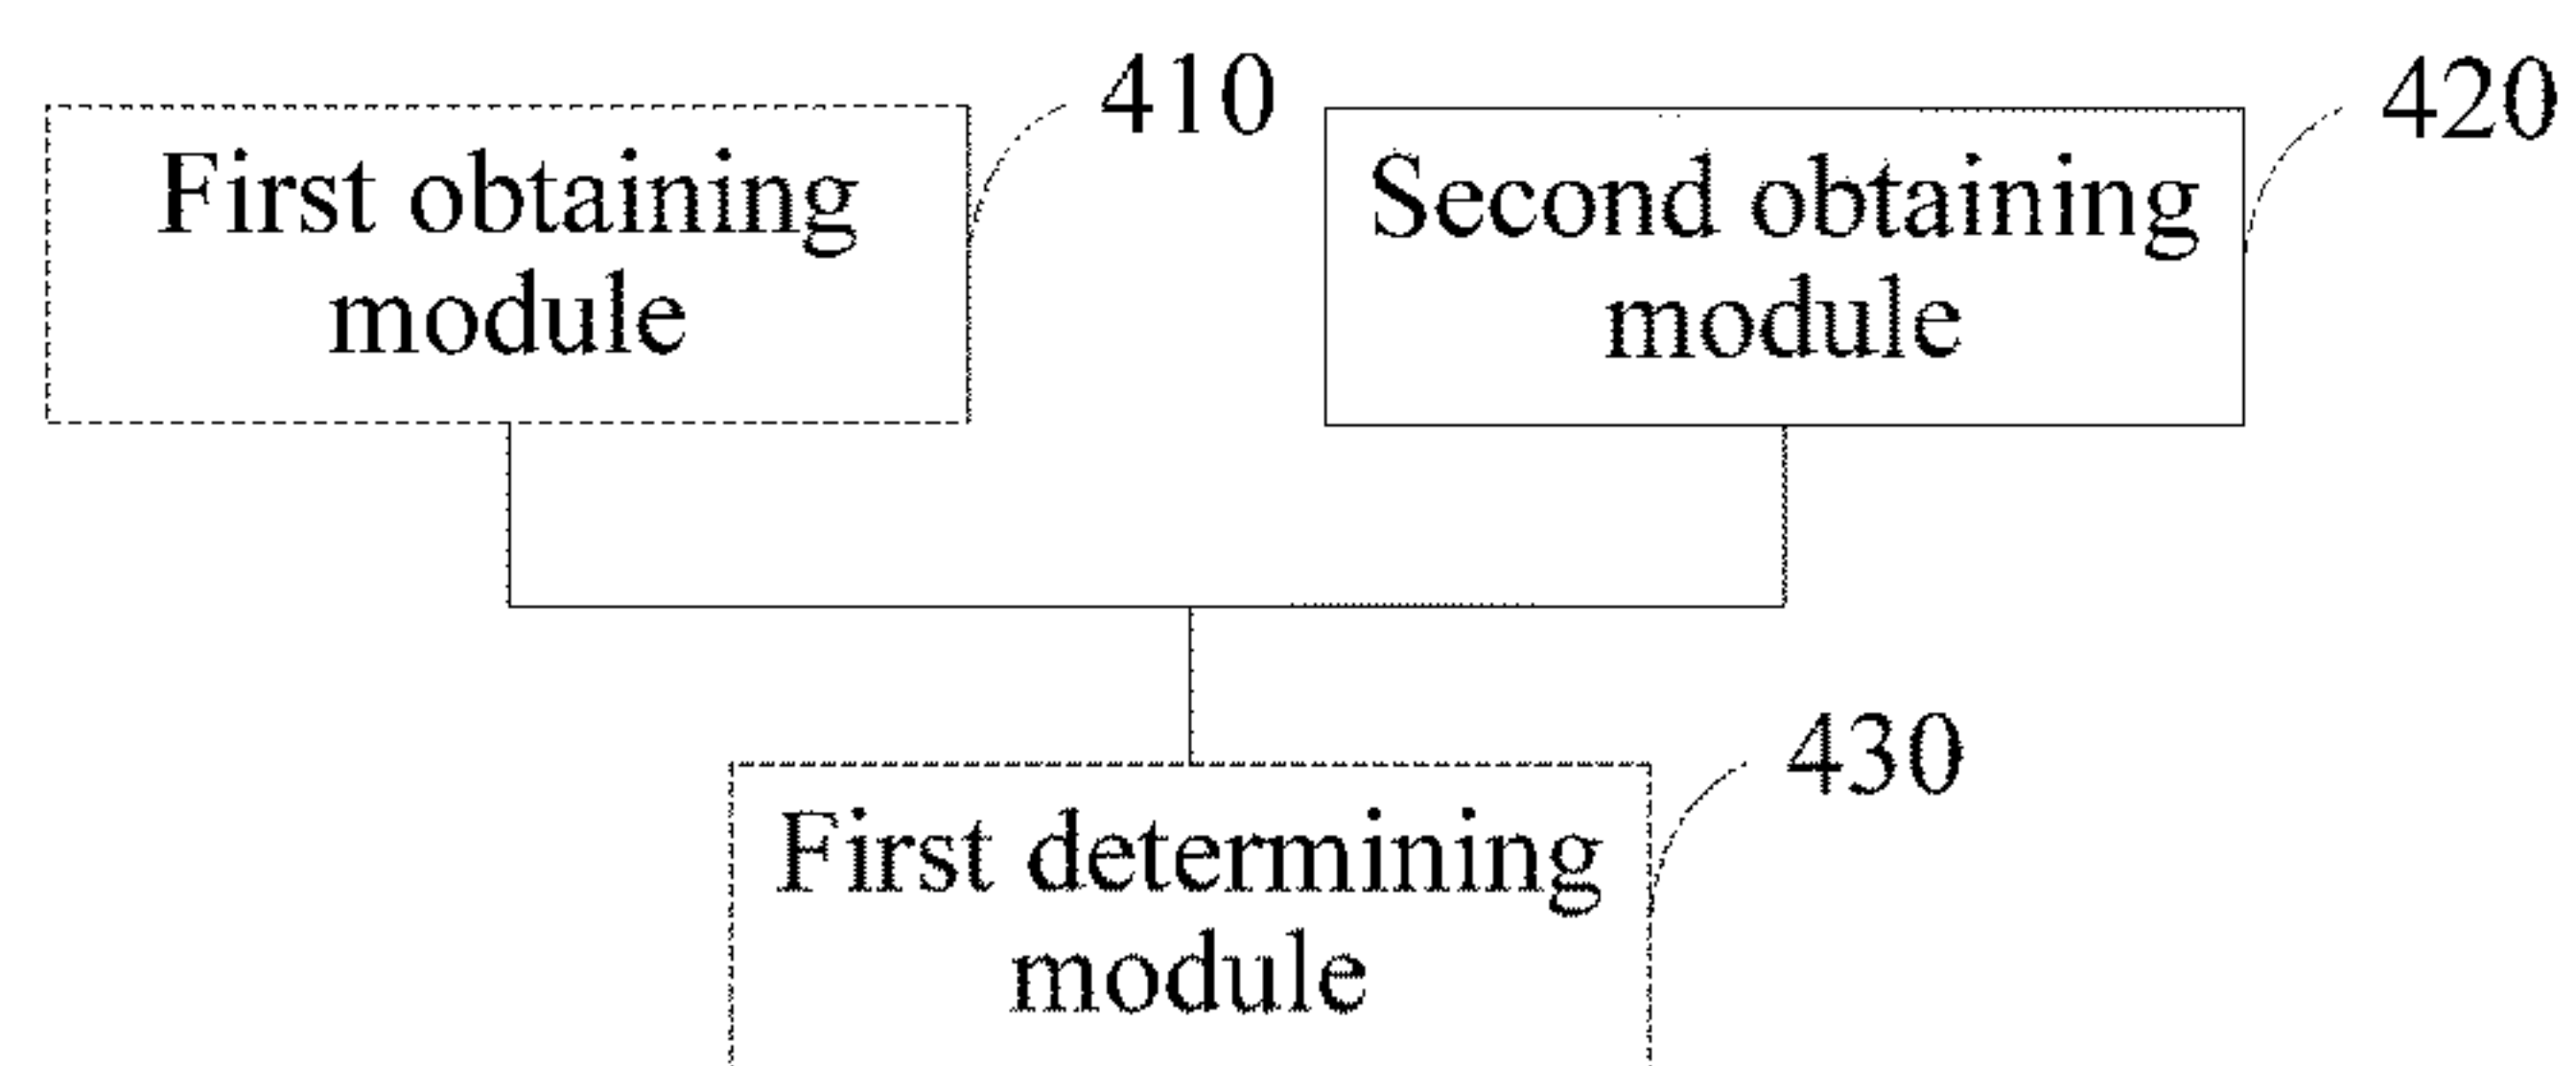 410
First obtaining
module
420
Second obtaining
module
430
First determining
module